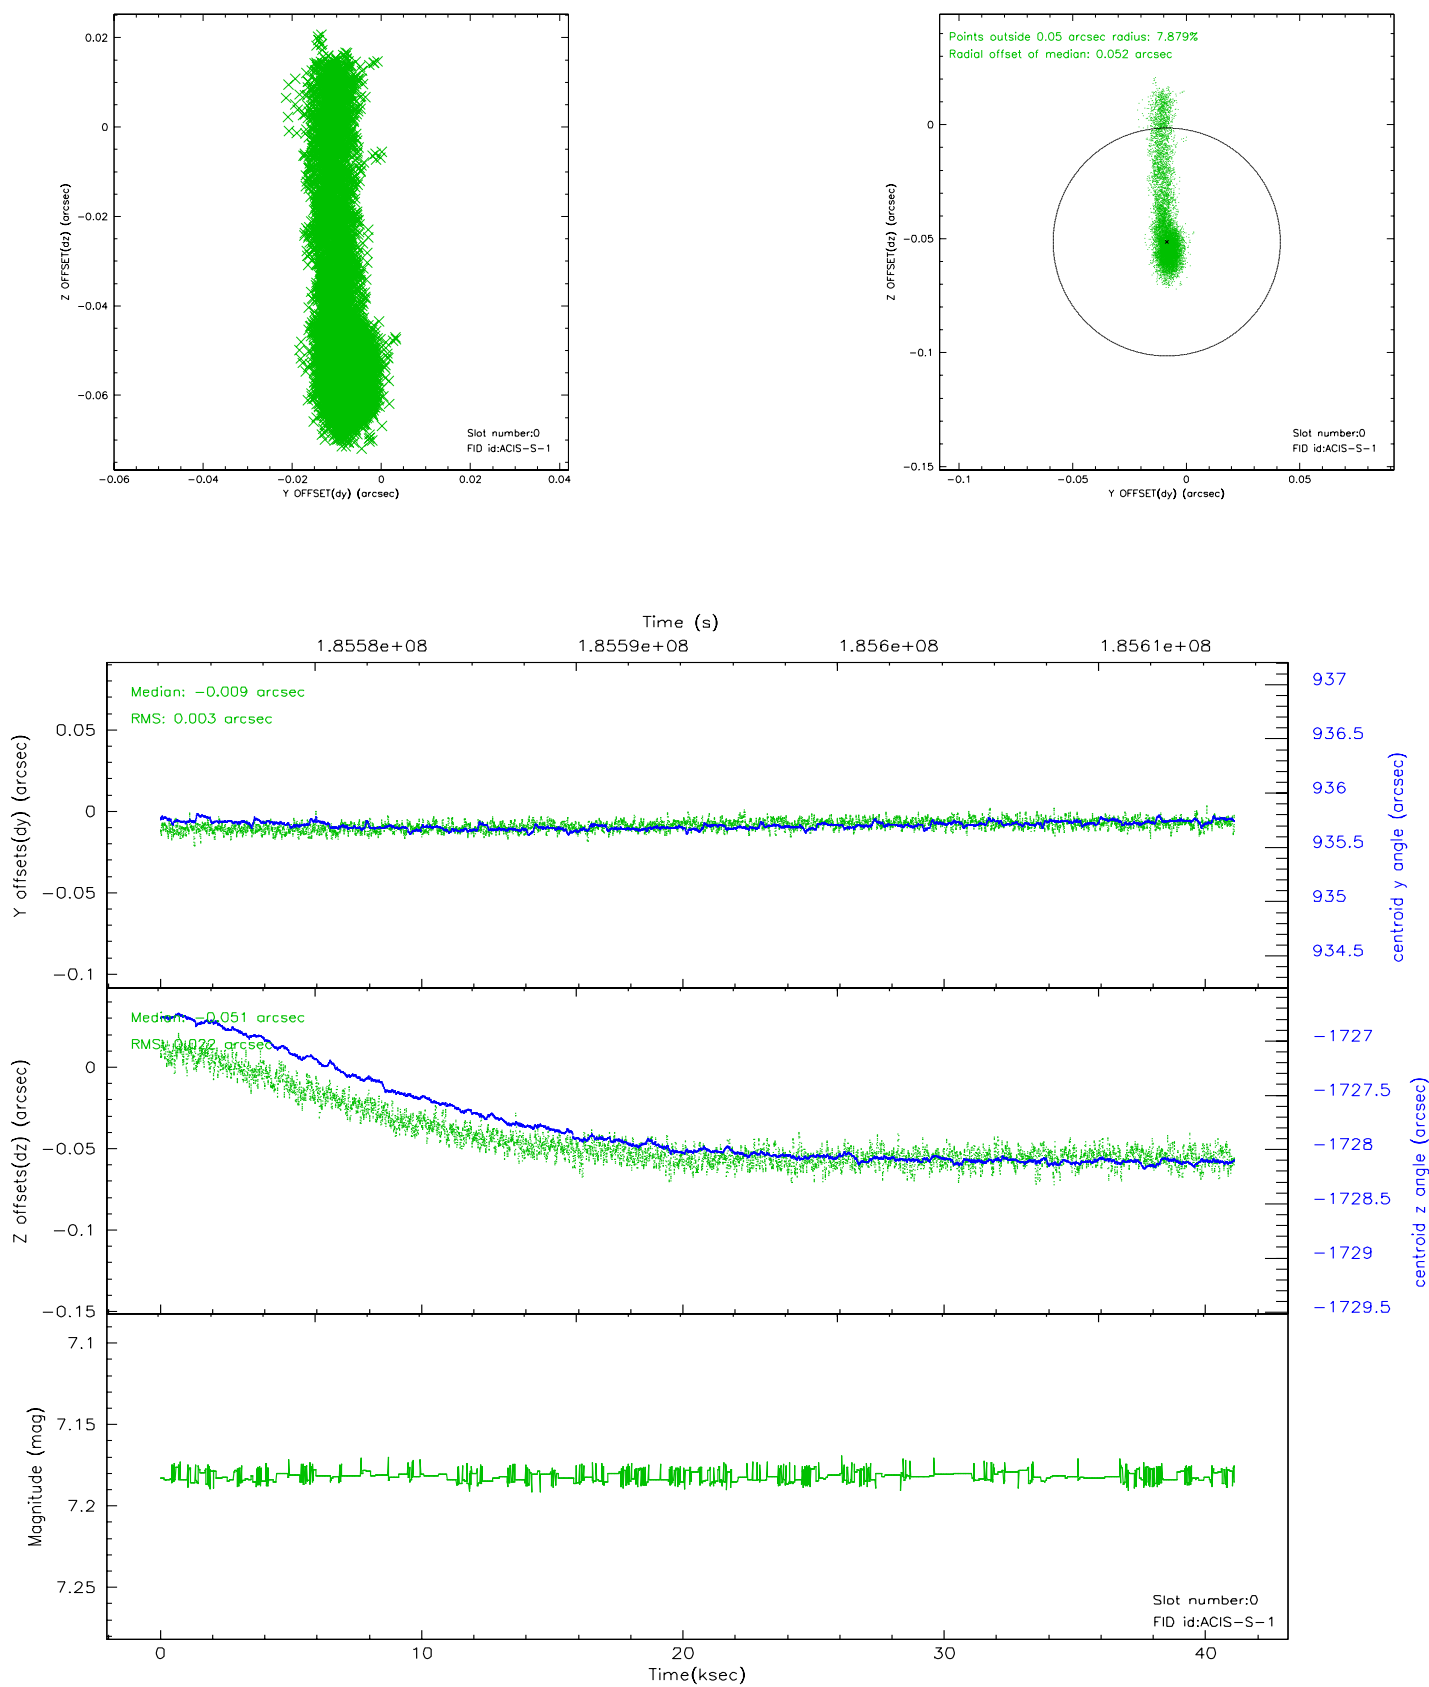 0.02
0
-0.02
-0.04
-0.06
Z OFFSET(dz) (arcsec)
Slot number:0
FID id:ACIS-S-1
-0.06 -0.04 -0.02 0 0.02 0.04
Y OFFSET(dy) (arcsec)
Points outside 0.05 arcsec radius: 7.879%
Radial offset of median: 0.052 arcsec
0
-0.05
-0.1
-0.15
Z OFFSET(dz) (arcsec)
Slot number:0
FID id:ACIS-S-1
-0.1 -0.05 0 0.05
Y OFFSET(dy) (arcsec)
Time (s)
1.8558e+08 1.8559e+08 1.856e+08 1.8561e+08
Median: -0.009 arcsec
RMS: 0.003 arcsec
0.05
0
-0.05
-0.1
Y offsets(dy) (arcsec)
937
936.5
936
935.5
935
934.5
centroid y angle (arcsec)
Median: -0.051 arcsec
RMS: 0.022 arcsec
0
-0.05
-0.1
-0.15
Z offsets(dz) (arcsec)
-1727
-1727.5
-1728
-1728.5
-1729
-1729.5
centroid z angle (arcsec)
7.1
7.15
7.2
7.25
Magnitude (mag)
Slot number:0
FID id:ACIS-S-1
0 10 20 30 40
Time(ksec)